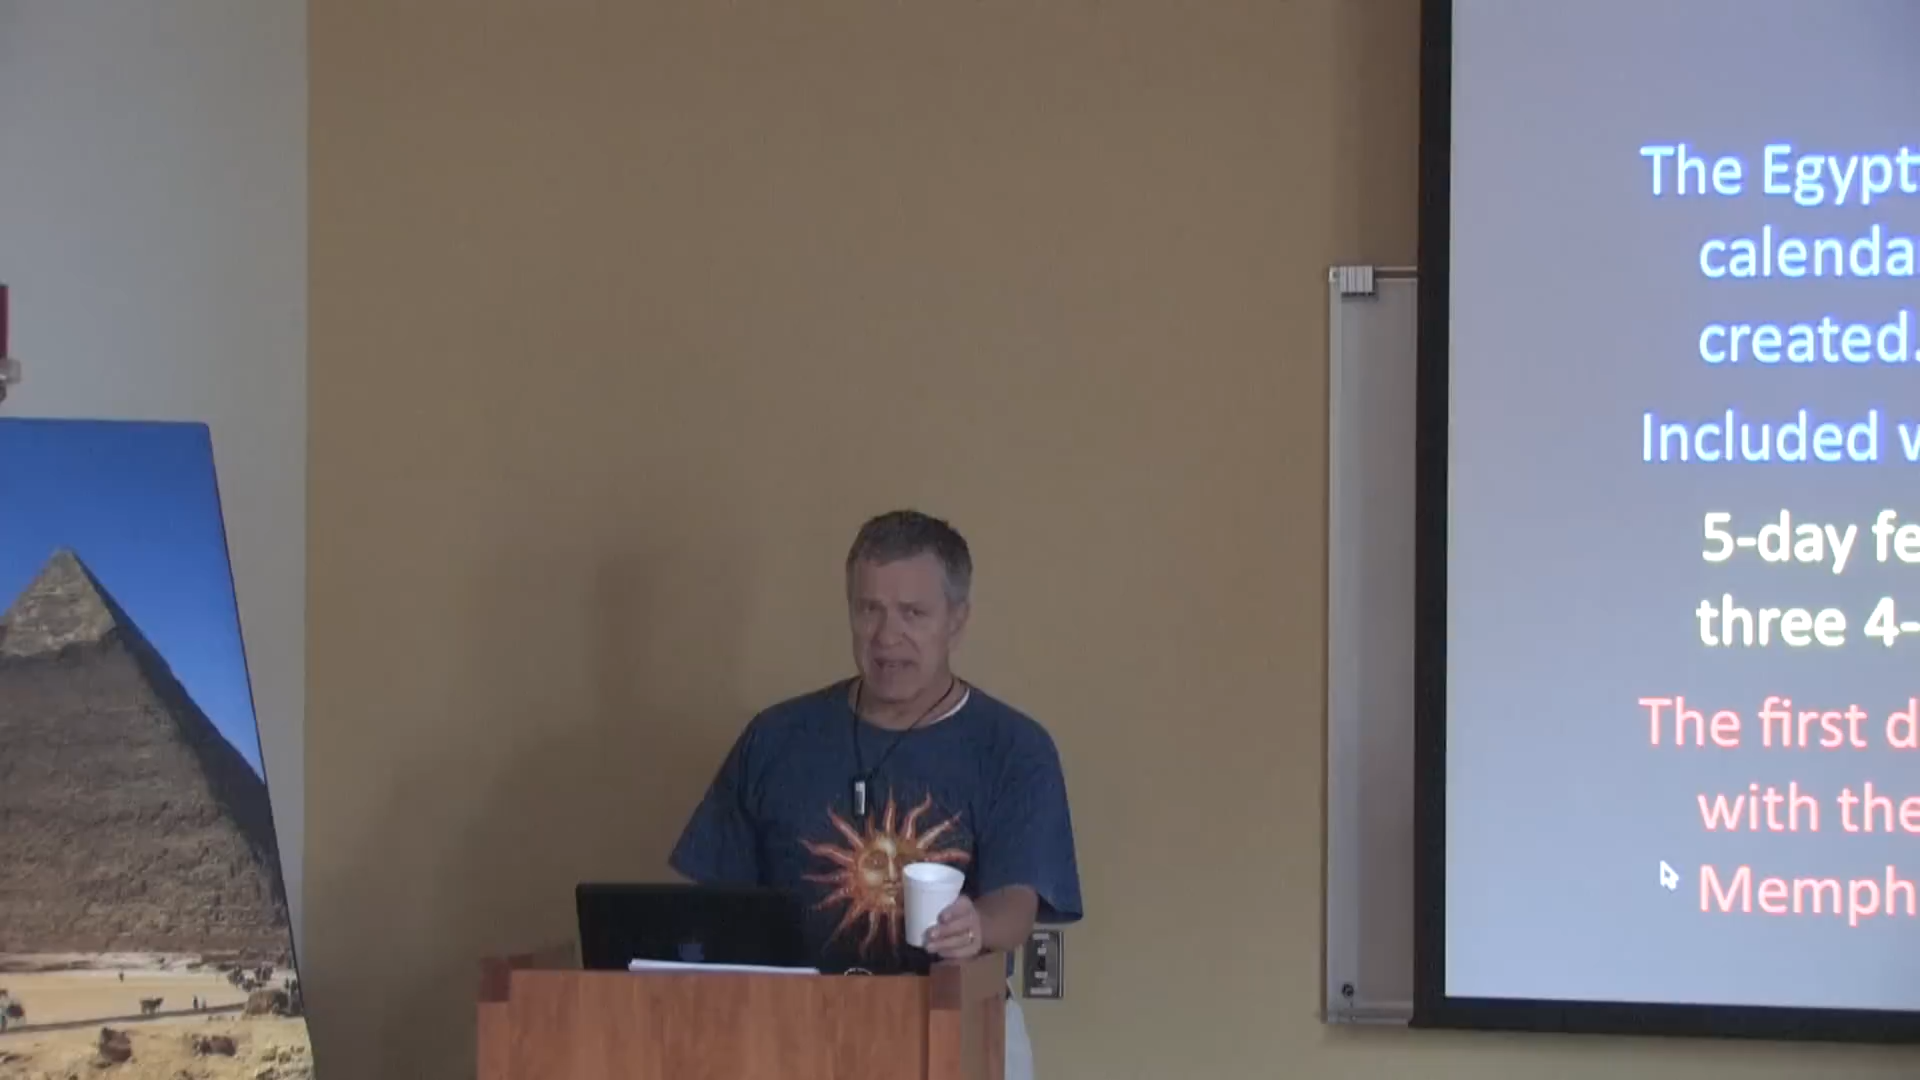 The Egypt
calenda
created.
Included
5-day fe
three 4-
The first d
with the
Memph